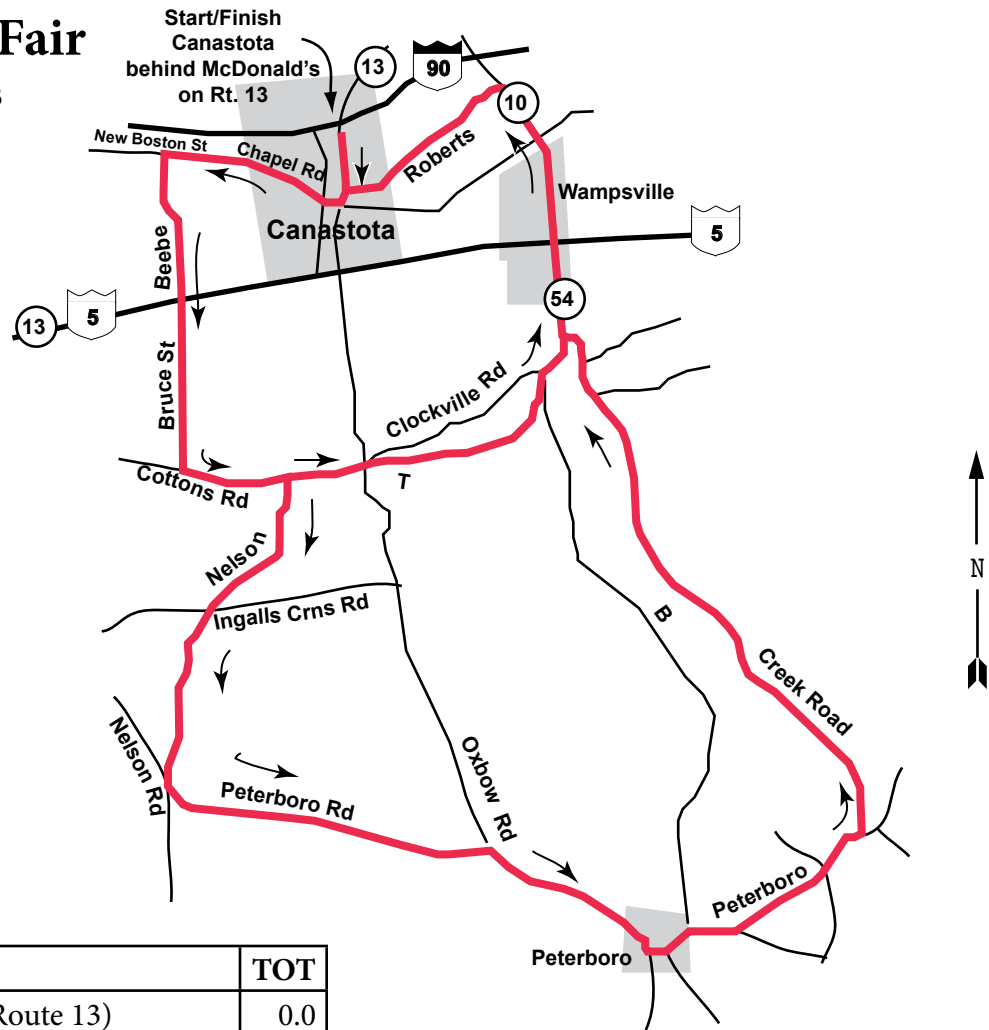 Fair
Start/Finish
Canastota
behind McDonald's
on Rt. 13
13
90
10
New Boston St
Chapel Rd
Roberts
Wampsville
Canastota
5
Beebe
54
5
13
Bruce St
Clockville Rd
Cottons Rd
T
Nelson
N
Ingalls Crns Rd
B
Creek Road
Nelson Rd
Oxbow Rd
Peterboro Rd
Peterboro
Peterboro
TOT
Route 13)
0.0